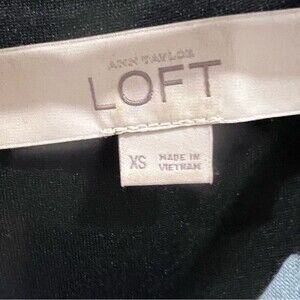 ANN TAYLOR
LOFT
XS
MADE IN
VIETNAM